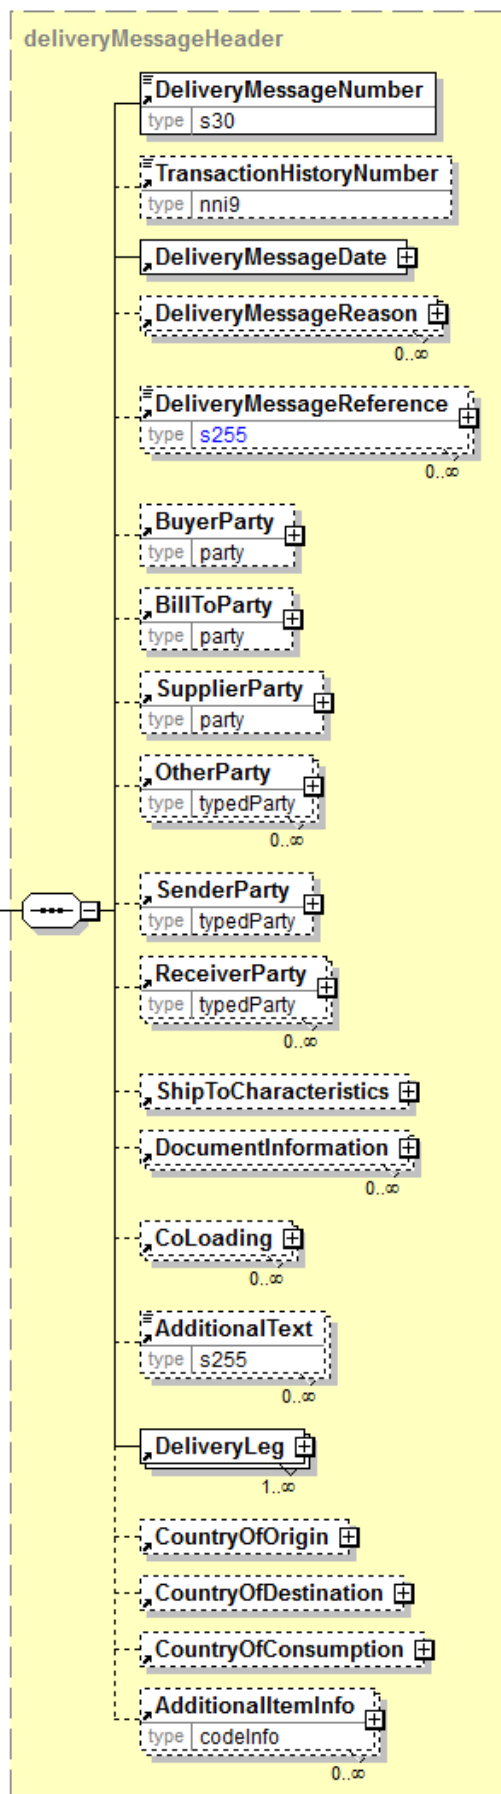 deliveryMessageHeader
DeliveryMessageNumber
type s30
TransactionHistoryNumber
type nni9
DeliveryMessageDate
DeliveryMessageReason
0..∞
DeliveryMessageReference
type s255
0..∞
BuyerParty
type party
BillToParty
type party
SupplierParty
type party
OtherParty
type typedParty
0..∞
SenderParty
type typedParty
ReceiverParty
type typedParty
0..∞
ShipToCharacteristics
DocumentInformation
0..∞
CoLoading
0..∞
AdditionalText
type s255
0..∞
DeliveryLeg
1..∞
CountryOfOrigin
CountryOfDestination
CountryOfConsumption
AdditionalItemInfo
type codeInfo
0..∞